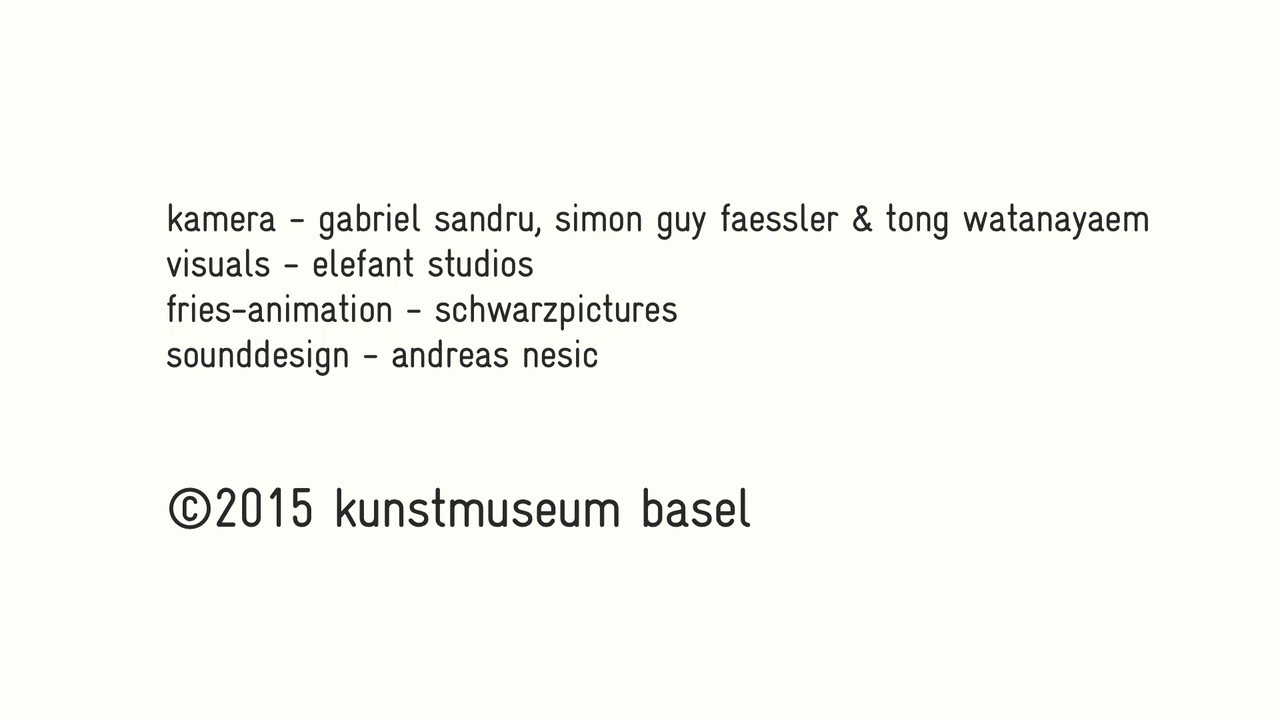 kamera - gabriel sandru, simon guy faessler & tong watanayaem
visuals - elefant studios
fries-animation - schwarzpictures
sounddesign - andreas nesic
©2015 kunstmuseum basel